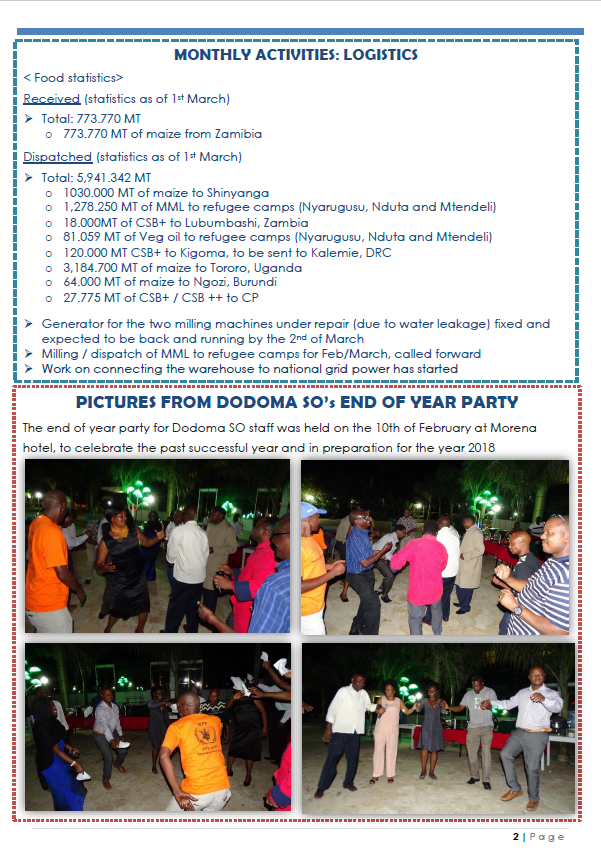 MONTHLY ACTIVITIES: LOGISTICS
< Food statistics>
Received (statistics as of 1st March)
➢ Total: 773.770 MT
o 773.770 MT of maize from Zamibia
Dispatched (statistics as of 1st March)
➢ Total: 5,941.342 MT
o 1030.000 MT of maize to Shinyanga
o 1,278.250 MT of MML to refugee camps (Nyarugusu, Nduta and Mtendeli)
o 18.000MT of CSB+ to Lubumbashi, Zambia
o 81.059 MT of Veg oil to refugee camps (Nyarugusu, Nduta and Mtendeli)
o 120.000 MT CSB+ to Kigoma, to be sent to Kalemie, DRC
o 3,184.700 MT of maize to Tororo, Uganda
o 64.000 MT of maize to Ngozi, Burundi
o 27.775 MT of CSB+ / CSB ++ to CP
➢ Generator for the two milling machines under repair (due to water leakage) fixed and
expected to be back and running by the 2nd of March
➢ Milling / dispatch of MML to refugee camps for Feb/March, called forward
➢ Work on connecting the warehouse to national grid power has started
PICTURES FROM DODOMA SO's END OF YEAR PARTY
The end of year party for Dodoma SO staff was held on the 10th of February at Morena
hotel, to celebrate the past successful year and in preparation for the year 2018
WFP
2 | Page